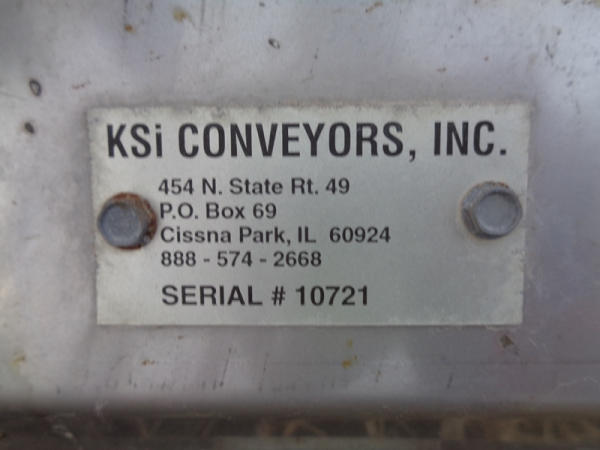 KSi CONVEYORS, INC.
454 N. State Rt. 49
P.O. Box 69
Cissna Park, IL 60924
888 - 574 - 2668
SERIAL # 10721